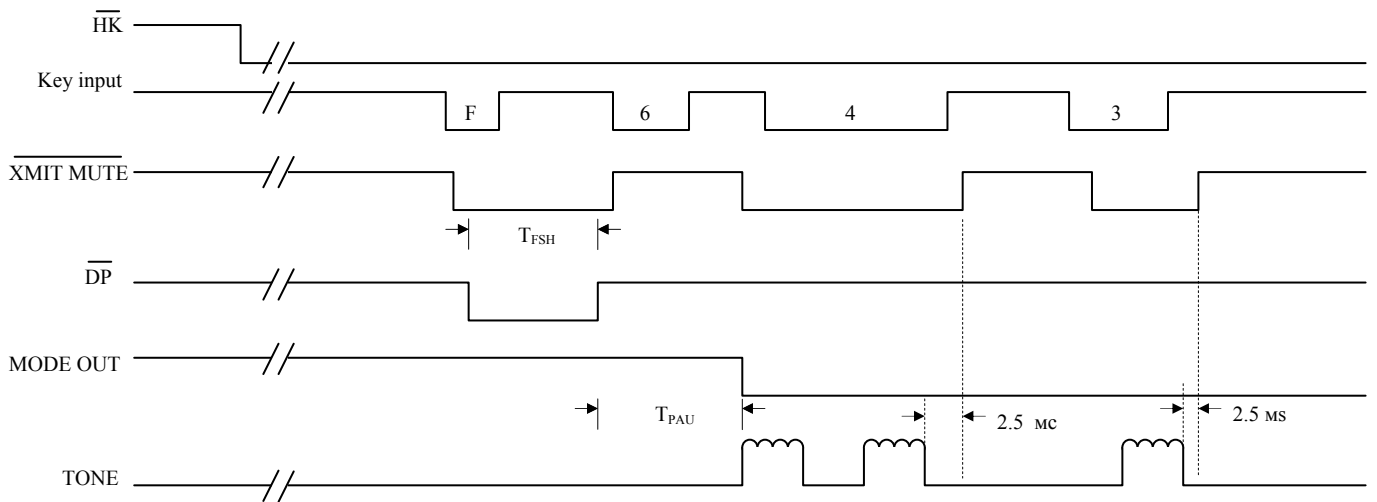 HK
Key input
F
6
4
3
XMIT MUTE
TFSH
DP
MODE OUT
TPAU
2.5 мс
2.5 мs
TONE